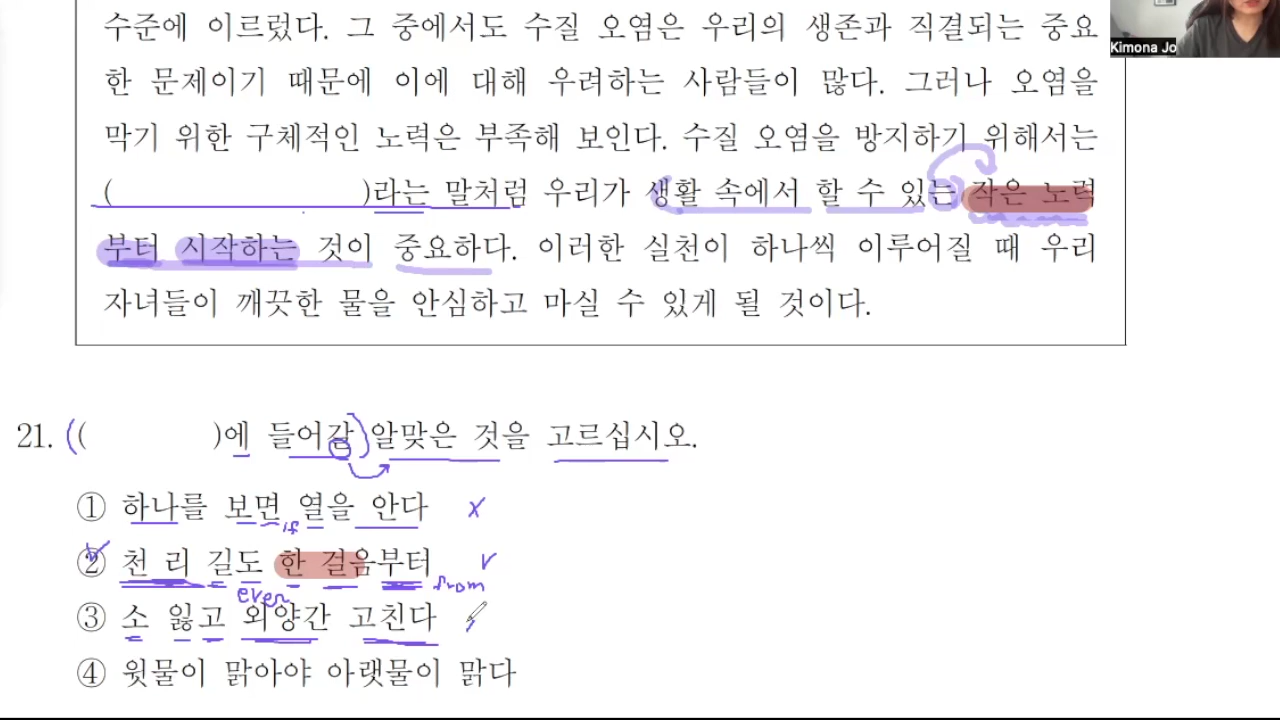 Kimona Jo
수준에 이르렀다. 그 중에서도 수질 오염은 우리의 생존과 직결되는 중요
한 문제이기 때문에 이에 대해 우려하는 사람들이 많다. 그러나 오염을
막기 위한 구체적인 노력은 부족해 보인다. 수질 오염을 방지하기 위해서는
( )라는 말처럼 우리가 생활 속에서 할 수 있는 작은 노력
부터 시작하는 것이 중요하다. 이러한 실천이 하나씩 이루어질 때 우리
자녀들이 깨끗한 물을 안심하고 마실 수 있게 될 것이다.
21. ( )에 들어갈 알맞은 것을 고르십시오.
① 하나를 보면 열을 안다 x
if
② 천 리 길도 한 걸음부터 v
even from
③ 소 잃고 외양간 고친다
④ 윗물이 맑아야 아랫물이 맑다